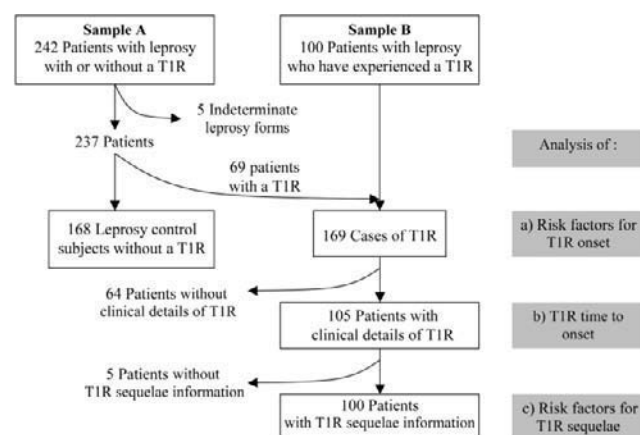 Sample A
242 Patients with leprosy
with or without a T1R
Sample B
100 Patients with leprosy
who have experienced a T1R
5 Indeterminate
leprosy forms
237 Patients
Analysis of :
69 patients
with a T1R
168 Leprosy control
subjects without a T1R
169 Cases of T1R
a) Risk factors for
T1R onset
64 Patients without
clinical details of T1R
105 Patients with
clinical details of T1R
b) T1R time to
onset
5 Patients without
T1R sequelae information
100 Patients
with T1R sequelae information
c) Risk factors for
T1R sequelae